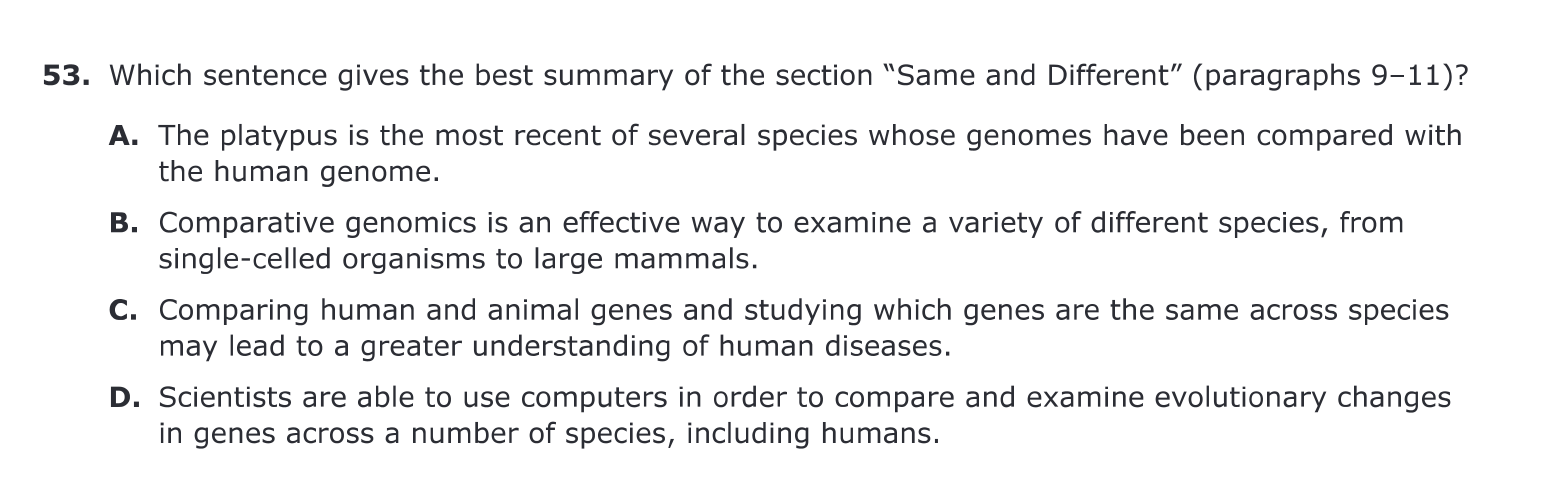 53. Which sentence gives the best summary of the section “Same and Different” (paragraphs 9–11)?
A. The platypus is the most recent of several species whose genomes have been compared with
the human genome.
B. Comparative genomics is an effective way to examine a variety of different species, from
single-celled organisms to large mammals.
C. Comparing human and animal genes and studying which genes are the same across species
may lead to a greater understanding of human diseases.
D. Scientists are able to use computers in order to compare and examine evolutionary changes
in genes across a number of species, including humans.